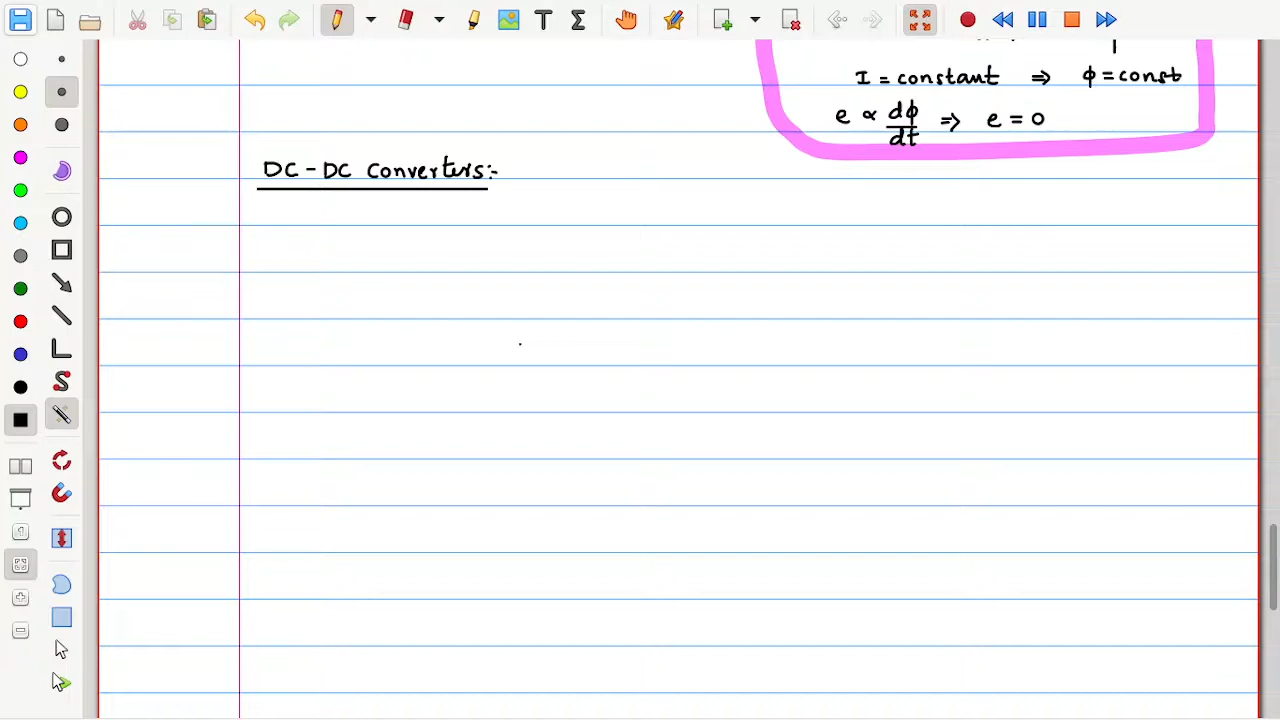 I = constant ⇒ ϕ = const
e ∝ dϕ/dt ⇒ e = 0
DC - DC Converters:-